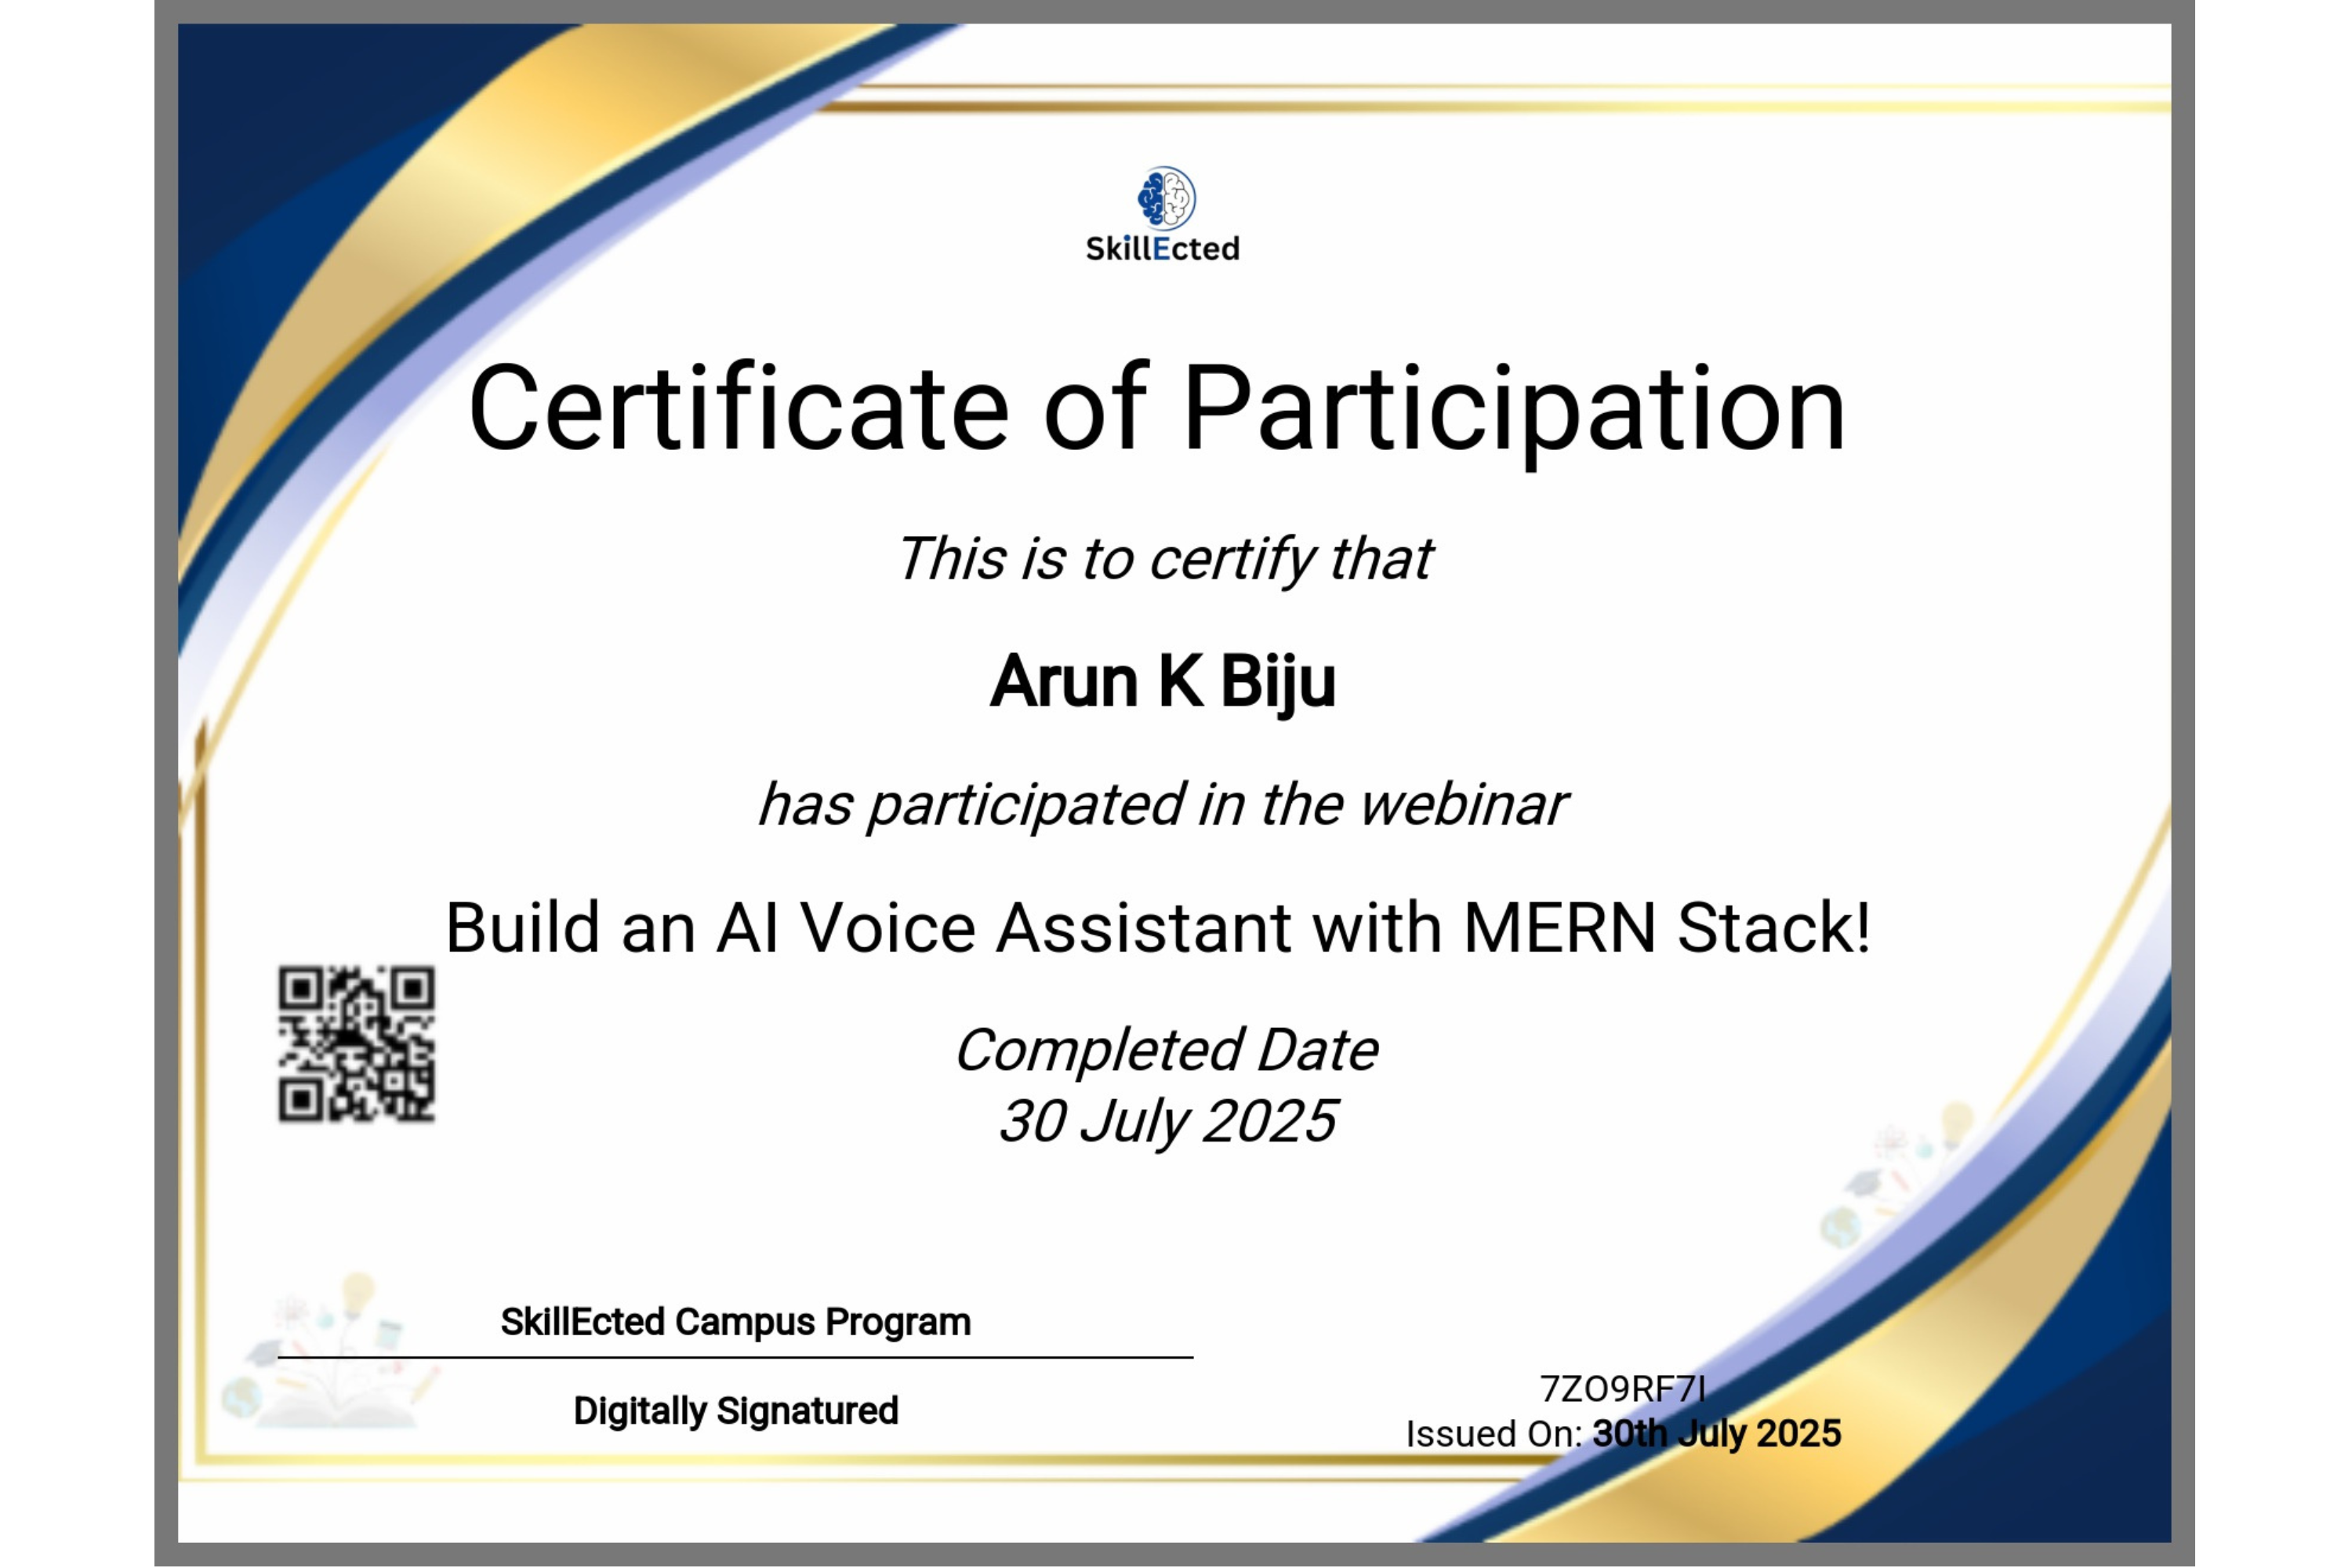 SkillEcted
Certificate of Participation
This is to certify that
Arun K Biju
has participated in the webinar
Build an AI Voice Assistant with MERN Stack!
Completed Date
30 July 2025
SkillEcted Campus Program
Digitally Signatured
7ZO9RF7I
Issued On: 30th July 2025